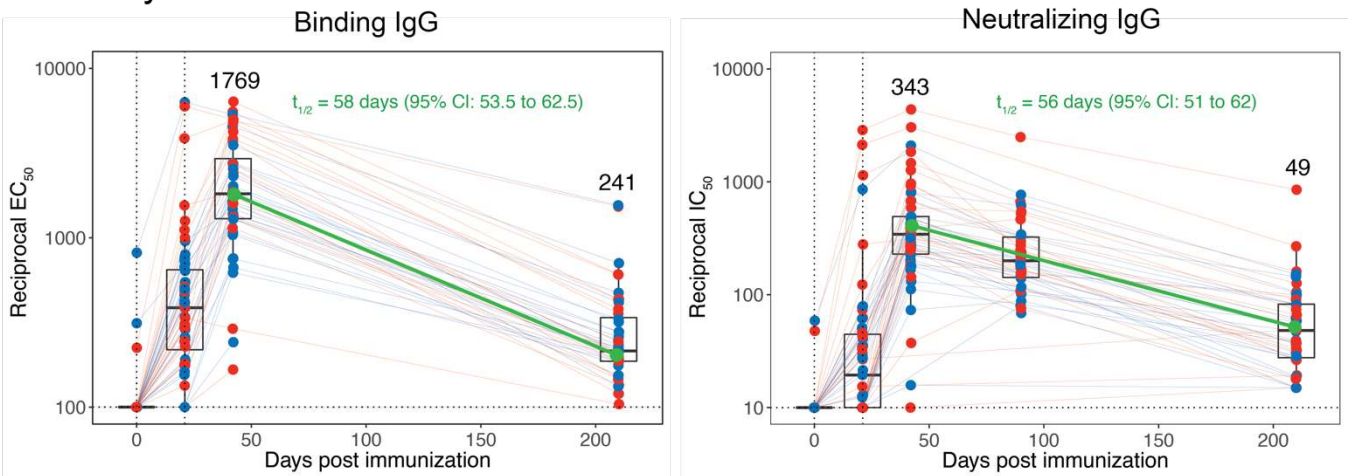 Binding IgG
Reciprocal EC50
10000
1000
100
1769
t1/2 = 58 days (95% CI: 53.5 to 62.5)
241
0 50 100 150 200
Days post immunization
Neutralizing IgG
Reciprocal IC50
10000
1000
100
10
343
t1/2 = 56 days (95% CI: 51 to 62)
49
0 50 100 150 200
Days post immunization